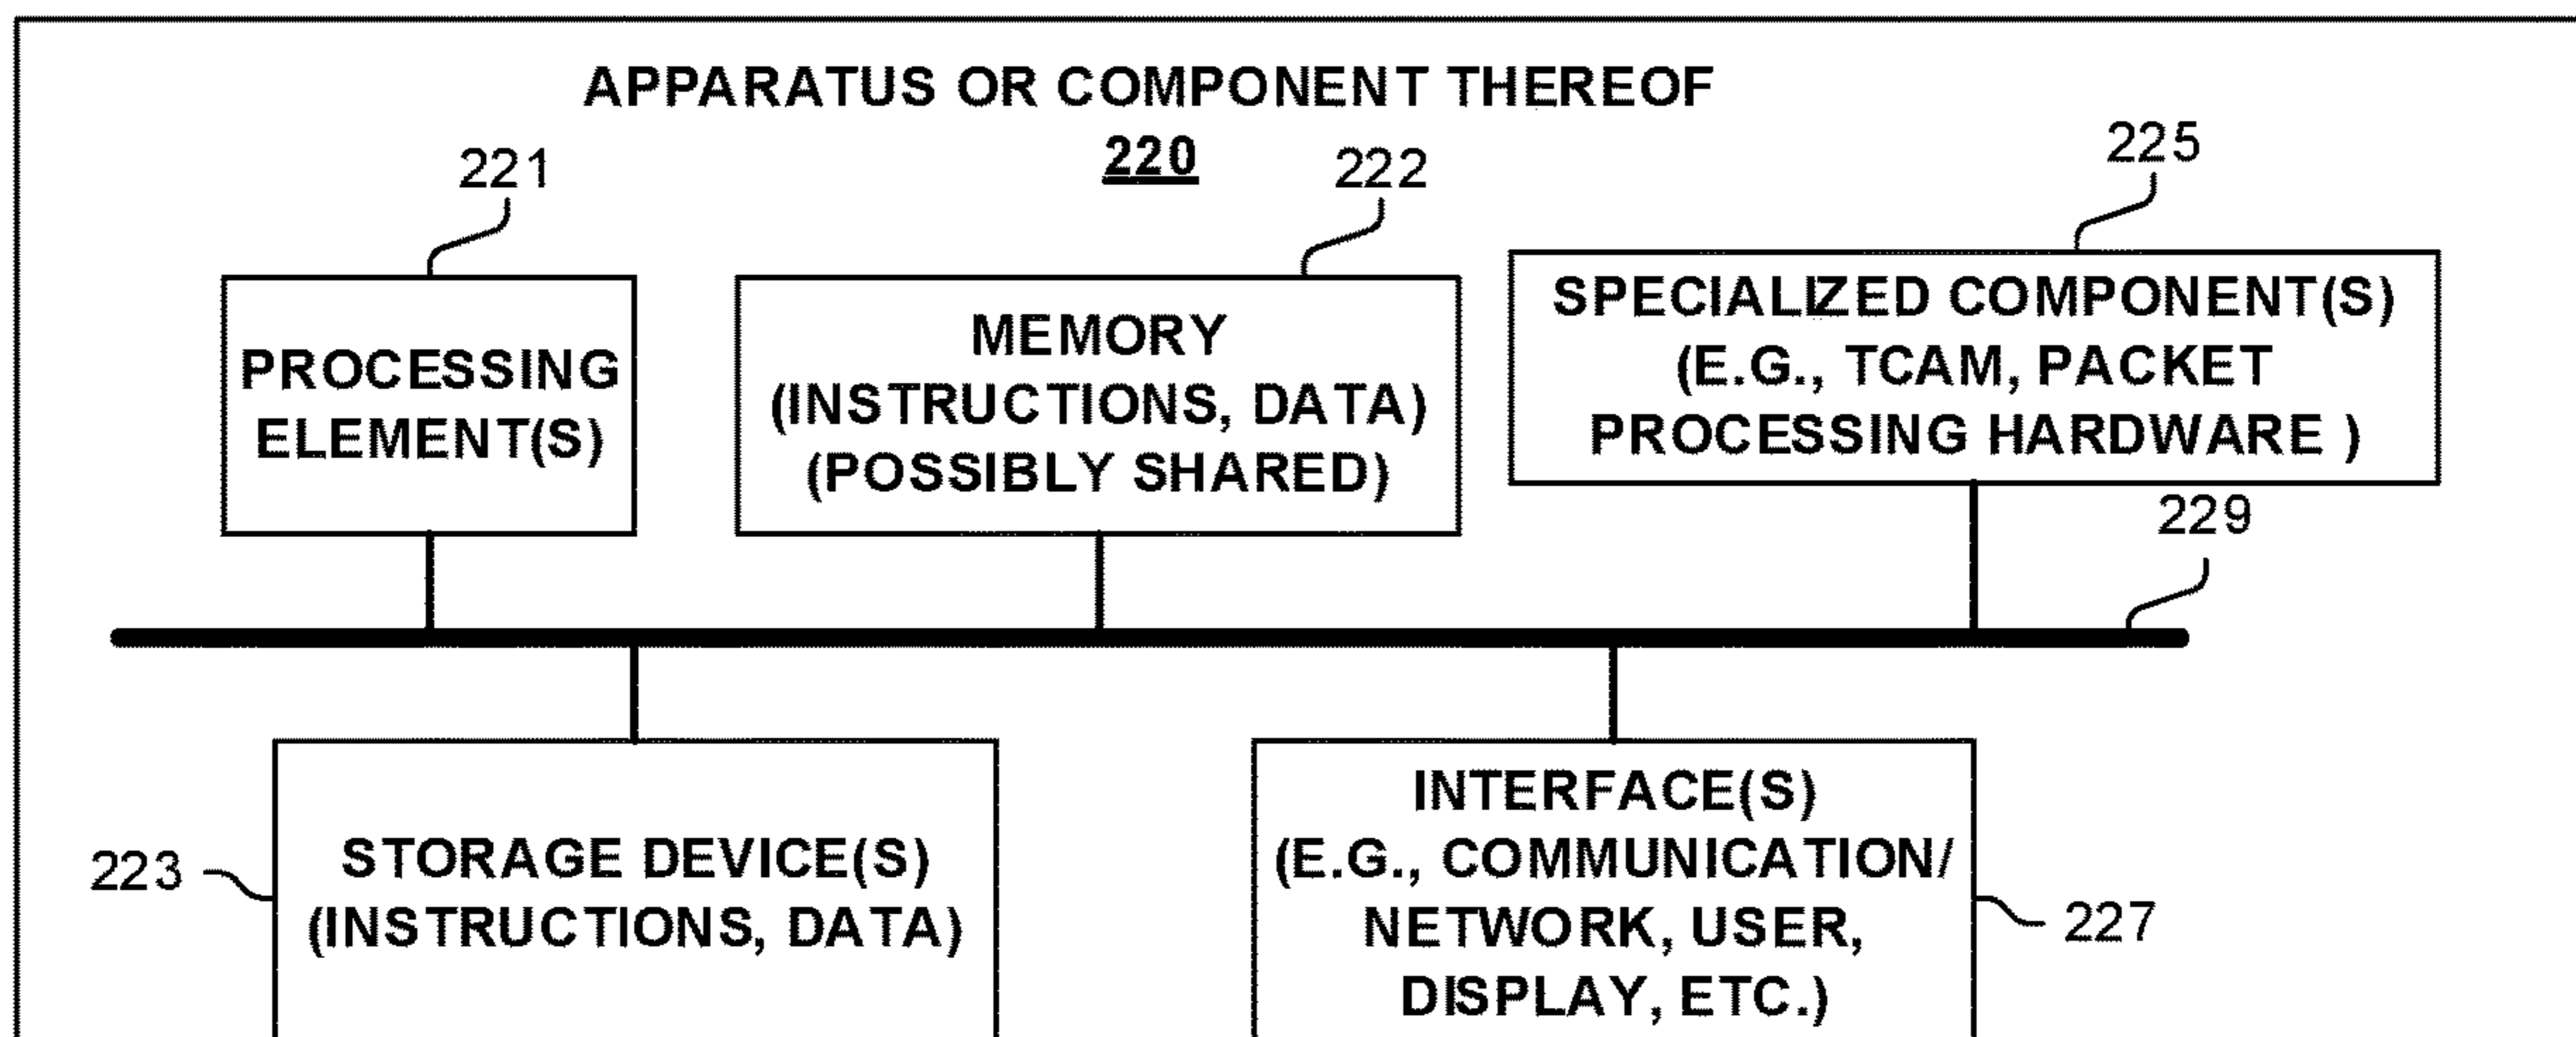 APPARATUS OR COMPONENT THEREOF
220
221
222
225
PROCESSING
ELEMENT(S)
MEMORY
(INSTRUCTIONS, DATA)
(POSSIBLY SHARED)
SPECIALIZED COMPONENT(S)
(E.G., TCAM, PACKET
PROCESSING HARDWARE )
229
223
STORAGE DEVICE(S)
(INSTRUCTIONS, DATA)
INTERFACE(S)
(E.G., COMMUNICATION/
NETWORK, USER,
DISPLAY, ETC.)
227